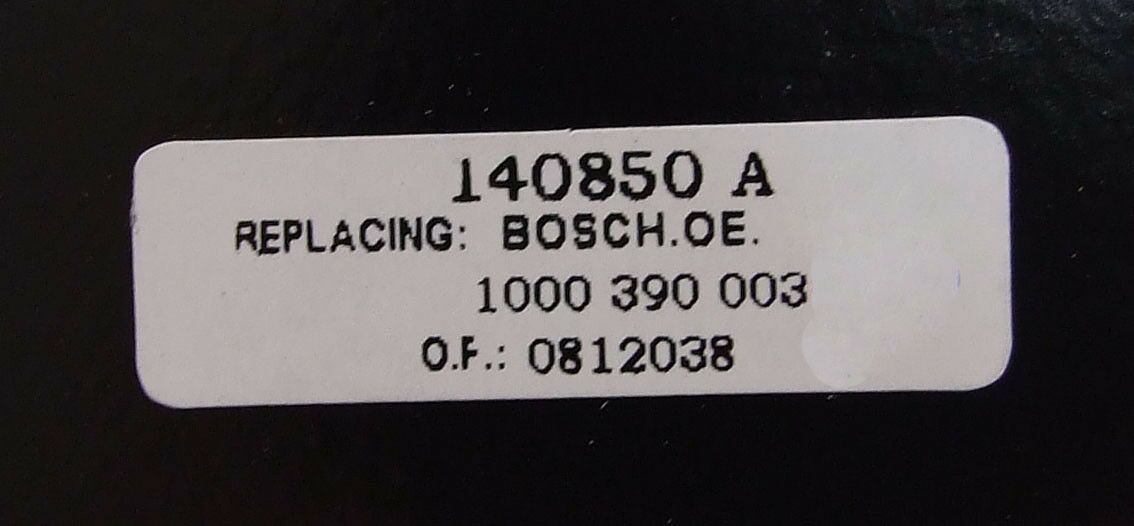 140850 A
REPLACING: BOSCH.OE.
1000 390 003
O.F.: 0812038